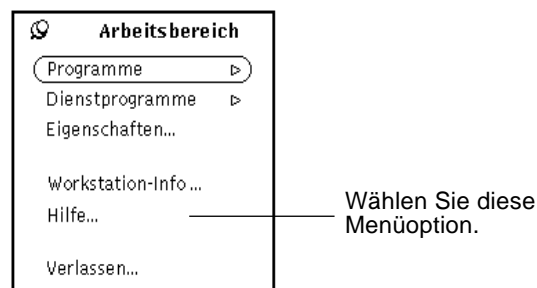 Arbeitsbereich
Programme
Dienstprogramme
Eigenschaften...
Workstation-Info ...
Hilfe...
Verlassen...
Wählen Sie diese
Menüoption.